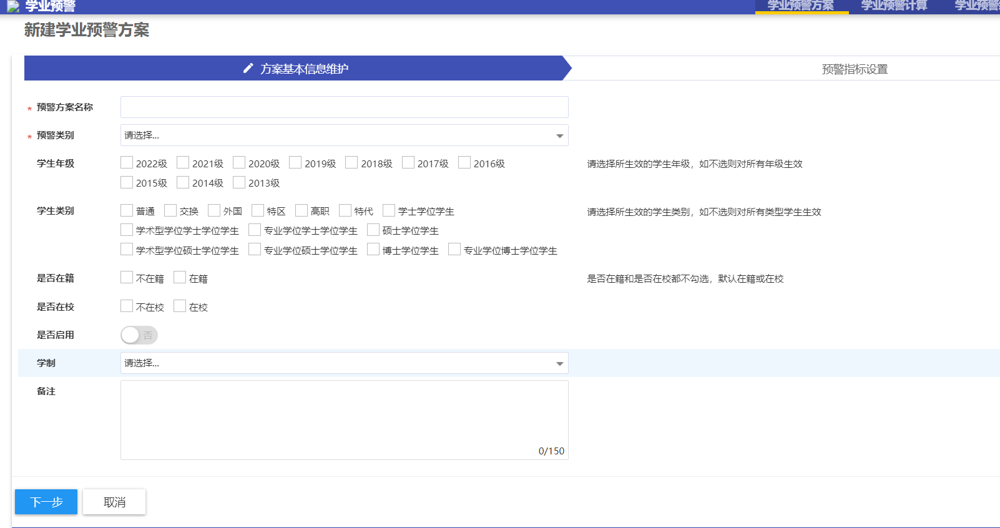 学业预警
学业预警方案
学业预警计算
学业预警
新建学业预警方案
方案基本信息维护
预警指标设置
* 预警方案名称
* 预警类别
请选择...
学生年级
2022级 2021级 2020级 2019级 2018级 2017级 2016级
请选择所生效的学生年级，如不选则对所有年级生效
2015级 2014级 2013级
学生类别
普通 交换 外国 特区 高职 特代 学士学位学生
请选择所生效的学生类别，如不选则对所有类型学生生效
学术型学位学士学位学生 专业学位学士学位学生 硕士学位学生
学术型学位硕士学位学生 专业学位硕士学位学生 博士学位学生 专业学位博士学位学生
是否在籍
不在籍 在籍
是否在籍和是否在校都不勾选，默认在籍或在校
是否在校
不在校 在校
是否启用
否
学制
请选择...
备注
0/150
下一步
取消